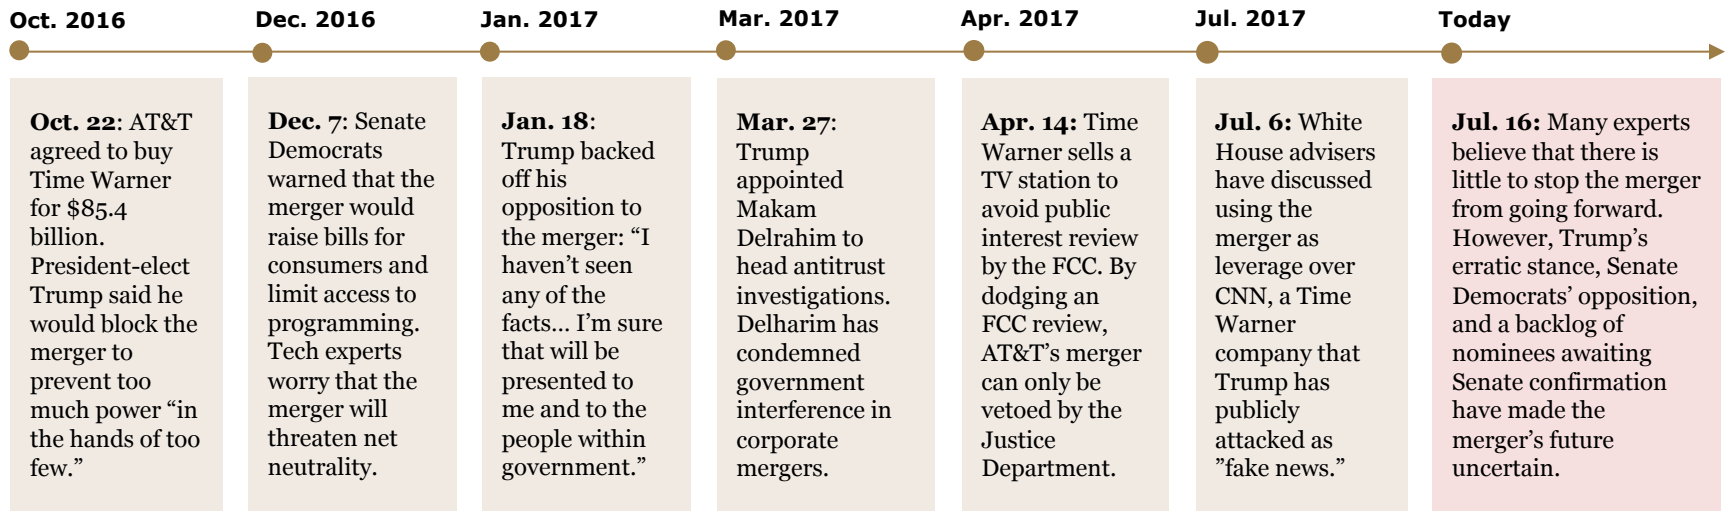 Oct. 2016
Dec. 2016
Jan. 2017
Mar. 2017
Apr. 2017
Jul. 2017
Today
Oct. 22: AT&T
agreed to buy
Time Warner
for $85.4
billion.
President-elect
Trump said he
would block the
merger to
prevent too
much power “in
the hands of too
few.”
Dec. 7: Senate
Democrats
warned that the
merger would
raise bills for
consumers and
limit access to
programming.
Tech experts
worry that the
merger will
threaten net
neutrality.
Jan. 18:
Trump backed
off his
opposition to
the merger: “I
haven’t seen
any of the
facts... I’m sure
that will be
presented to
me and to the
people within
government.”
Mar. 27:
Trump
appointed
Makam
Delrahim to
head antitrust
investigations.
Delharim has
condemned
government
interference in
corporate
mergers.
Apr. 14: Time
Warner sells a
TV station to
avoid public
interest review
by the FCC. By
dodging an
FCC review,
AT&T’s merger
can only be
vetoed by the
Justice
Department.
Jul. 6: White
House advisers
have discussed
using the
merger as
leverage over
CNN, a Time
Warner
company that
Trump has
publicly
attacked as
”fake news.”
Jul. 16: Many experts
believe that there is
little to stop the merger
from going forward.
However, Trump’s
erratic stance, Senate
Democrats’ opposition,
and a backlog of
nominees awaiting
Senate confirmation
have made the
merger’s future
uncertain.